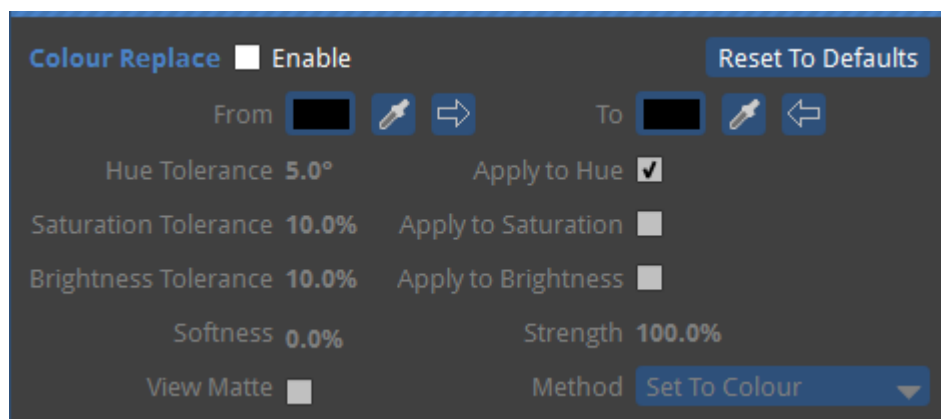 Colour Replace Enable Reset To Defaults
From To
Hue Tolerance 5.0° Apply to Hue
Saturation Tolerance 10.0% Apply to Saturation
Brightness Tolerance 10.0% Apply to Brightness
Softness 0.0% Strength 100.0%
View Matte Method Set To Colour